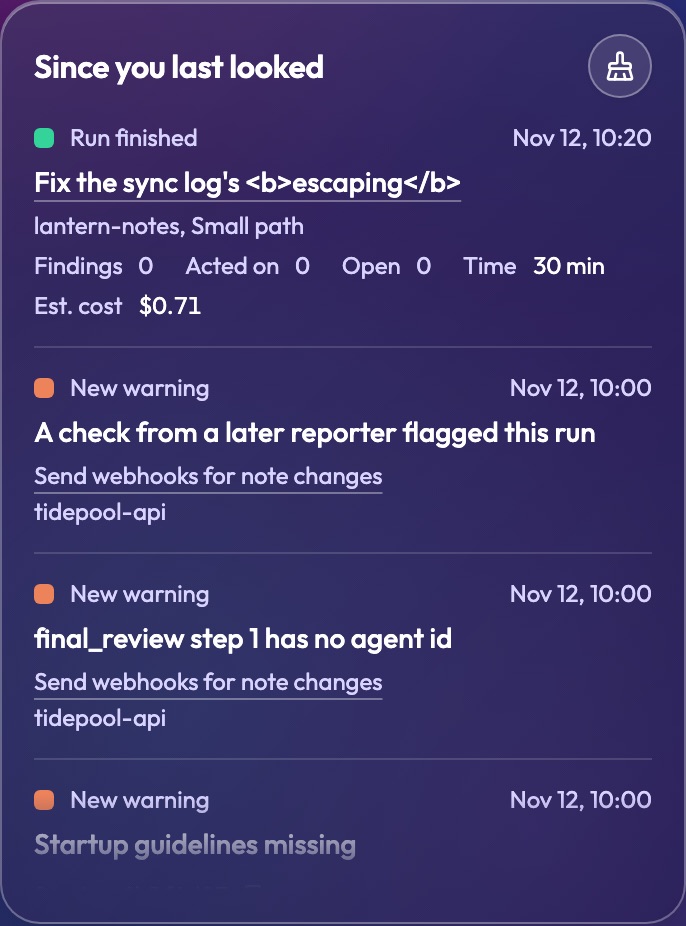 Since you last looked
Run finished Nov 12, 10:20
Fix the sync log's <b>escaping</b>
lantern-notes, Small path
Findings 0 Acted on 0 Open 0 Time 30 min
Est. cost $0.71
New warning Nov 12, 10:00
A check from a later reporter flagged this run
Send webhooks for note changes
tidepool-api
New warning Nov 12, 10:00
final_review step 1 has no agent id
Send webhooks for note changes
tidepool-api
New warning Nov 12, 10:00
Startup guidelines missing